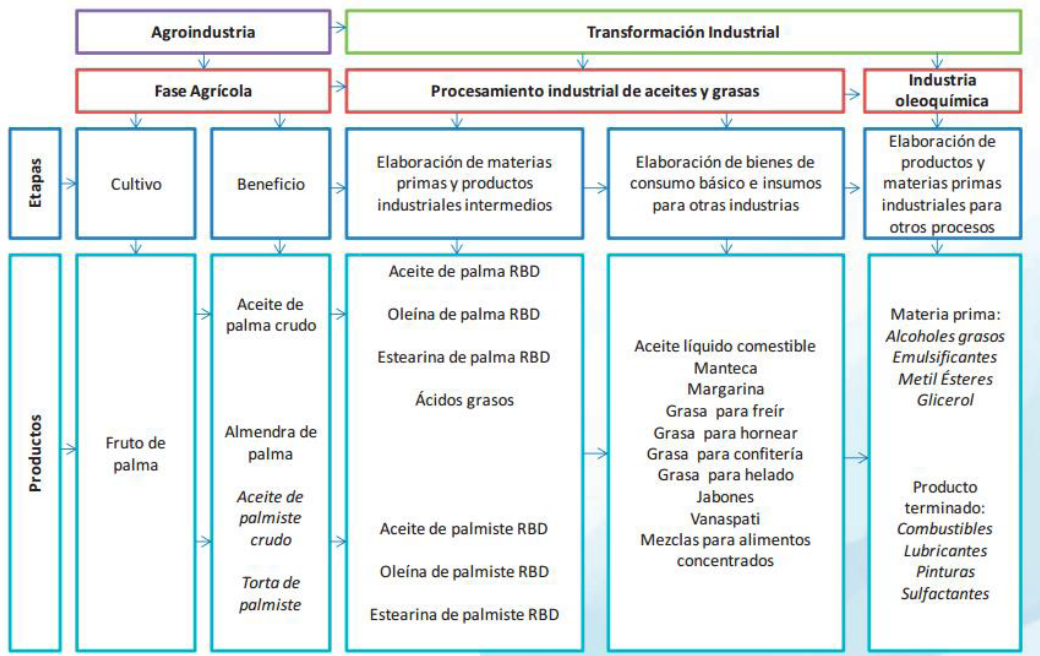 Agroindustria
Transformación Industrial
Fase Agrícola
Procesamiento industrial de aceites y grasas
Industria
oleoquímica
Etapas
Cultivo
Beneficio
Elaboración de materias
primas y productos
industriales intermedios
Elaboración de bienes de
consumo básico e insumos
para otras industrias
Elaboración de
productos y
materias primas
industriales para
otros procesos
Productos
Fruto de
palma
Aceite de
palma crudo
Almendra de
palma
Aceite de
palmiste
crudo
Torta de
palmiste
Aceite de palma RBD
Oleína de palma RBD
Estearina de palma RBD
Ácidos grasos
Aceite de palmiste RBD
Oleína de palmiste RBD
Estearina de palmiste RBD
Aceite líquido comestible
Manteca
Margarina
Grasa para freír
Grasa para hornear
Grasa para confitería
Grasa para helado
Jabones
Vanaspati
Mezclas para alimentos
concentrados
Materia prima:
Alcoholes grasos
Emulsificantes
Metil Ésteres
Glicerol
Producto
terminado:
Combustibles
Lubricantes
Pinturas
Sulfactantes